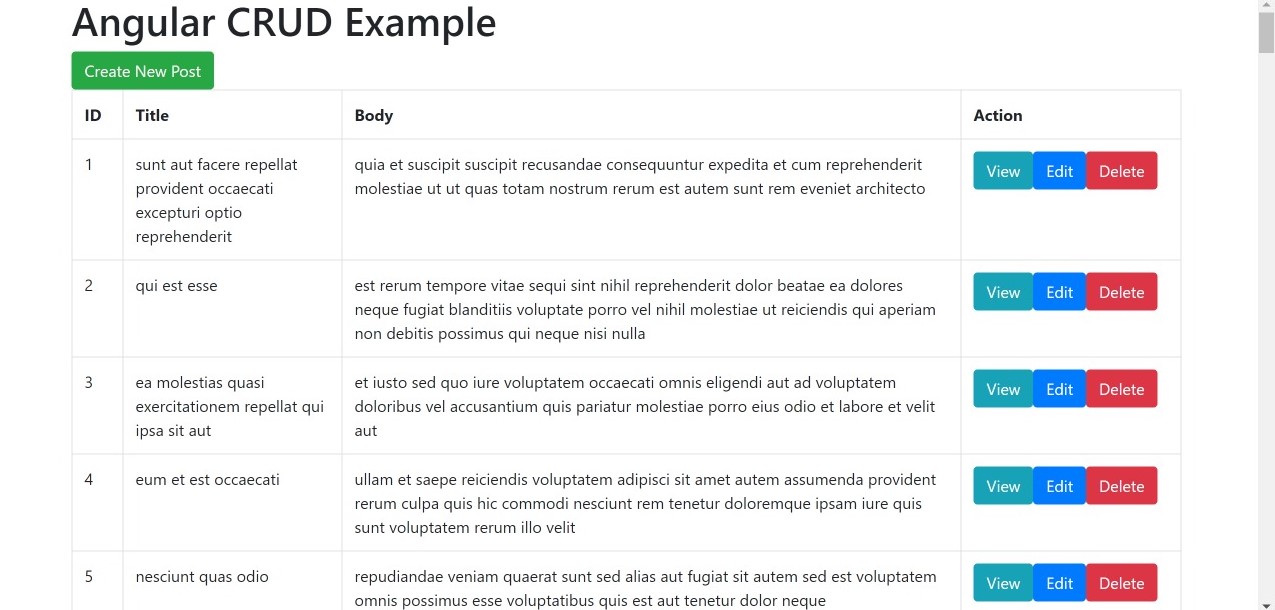 Angular CRUD Example
Create New Post
ID Title Body Action
1 sunt aut facere repellat quia et suscipit suscipit recusandae consequuntur expedita et cum reprehenderit View Edit Delete
provident occaecati molestiae ut ut quas totam nostrum rerum est autem sunt rem eveniet architecto
excepturi optio
reprehenderit
2 qui est esse est rerum tempore vitae sequi sint nihil reprehenderit dolor beatae ea dolores View Edit Delete
neque fugiat blanditiis voluptate porro vel nihil molestiae ut reiciendis qui aperiam
non debitis possimus qui neque nisi nulla
3 ea molestias quasi et iusto sed quo iure voluptatem occaecati omnis eligendi aut ad voluptatem View Edit Delete
exercitationem repellat qui doloribus vel accusantium quis pariatur molestiae porro eius odio et labore et velit
ipsa sit aut aut
4 eum et est occaecati ullam et saepe reiciendis voluptatem adipisci sit amet autem assumenda provident View Edit Delete
rerum culpa quis hic commodi nesciunt rem tenetur doloremque ipsam iure quis
sunt voluptatem rerum illo velit
5 nesciunt quas odio repudiandae veniam quaerat sunt sed alias aut fugiat sit autem sed est voluptatem View Edit Delete
omnis possimus esse voluptatibus quis est aut tenetur dolor neque